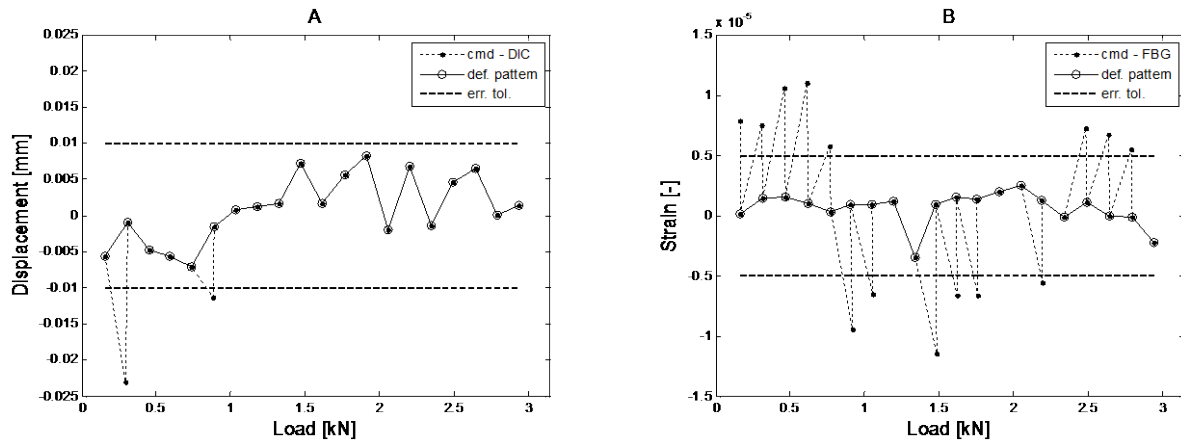 A
0.025
0.02
0.015
0.01
0.005
0
-0.005
-0.01
-0.015
-0.02
-0.025
Displacement [mm]
cmd - DIC
def. pattern
err. tol.
0 0.5 1 1.5 2 2.5 3
Load [kN]
B
x 10-5
1.5
1
0.5
0
-0.5
-1
-1.5
Strain [-]
cmd - FBG
def. pattern
err. tol.
0 0.5 1 1.5 2 2.5 3
Load [kN]